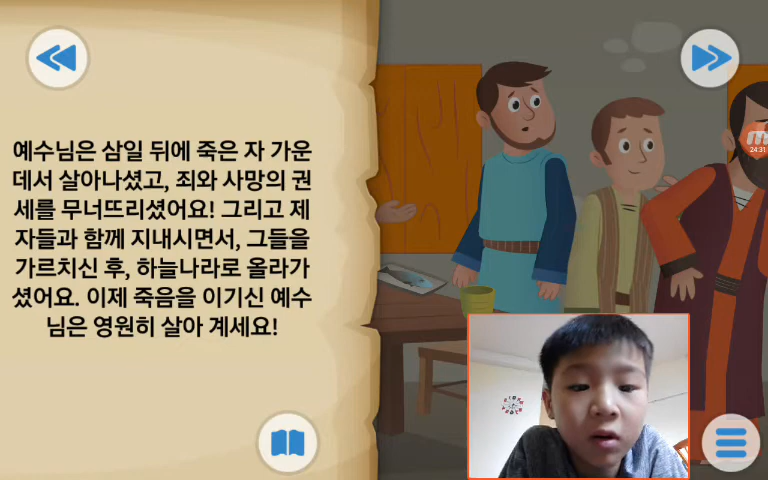 예수님은 삼일 뒤에 죽은 자 가운
데서 살아나셨고, 죄와 사망의 권
세를 무너뜨리셨어요! 그리고 제
자들과 함께 지내시면서, 그들을
가르치신 후, 하늘나라로 올라가
셨어요. 이제 죽음을 이기신 예수
님은 영원히 살아 계세요!
24:31